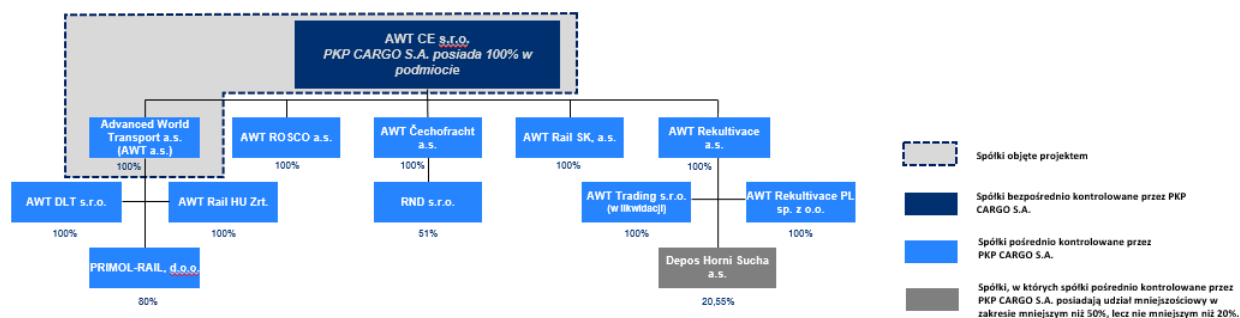 AWT CE s.r.o.
PKP CARGO S.A. posiada 100% w
podmiocie
Advanced World
Transport a.s.
(AWT a.s.)
100%
AWT ROSCO a.s.
100%
AWT Čechofracht
a.s.
100%
AWT Rail SK, a.s.
100%
AWT Rekultivace
a.s.
100%
AWT DLT s.r.o.
100%
AWT Rail HU Zrt.
100%
RND s.r.o.
51%
AWT Trading s.r.o.
(w likwidacji)
100%
AWT Rekultivace PL
sp. z o.o.
100%
PRIMOL-RAIL, d.o.o.
80%
Depos Horni Sucha
a.s.
20,55%
Spółki objęte projektem
Spółki bezpośrednio kontrolowane przez PKP
CARGO S.A.
Spółki pośrednio kontrolowane przez
PKP CARGO S.A.
Spółki, w których spółki pośrednio kontrolowane przez
PKP CARGO S.A. posiadają udział mniejszościowy w
zakresie mniejszym niż 50%, lecz nie mniejszym niż 20%.